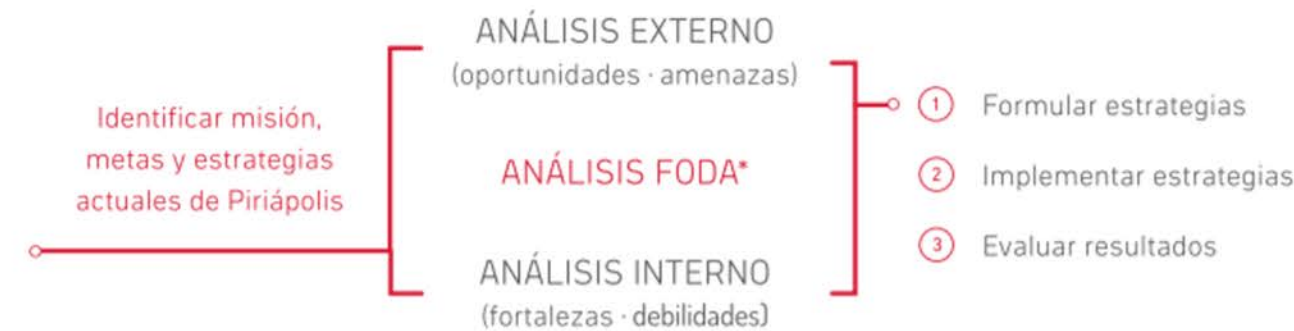 Identificar misión,
metas y estrategias
actuales de Piriápolis
ANÁLISIS EXTERNO
(oportunidades · amenazas)
ANÁLISIS FODA*
ANÁLISIS INTERNO
(fortalezas · debilidades)
1 Formular estrategias
2 Implementar estrategias
3 Evaluar resultados